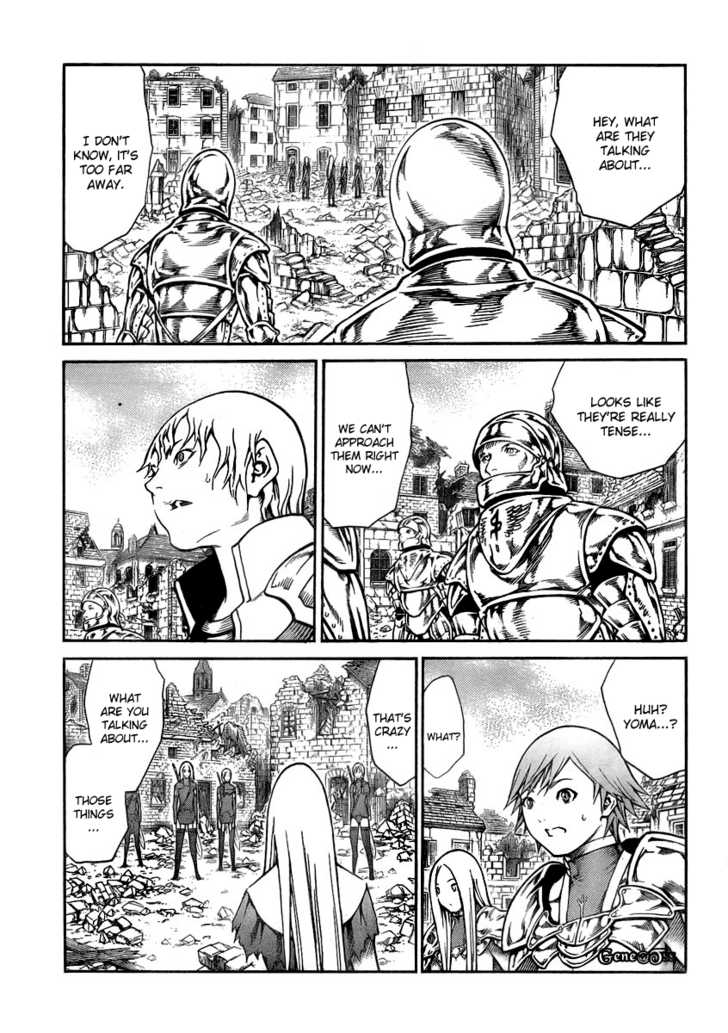 HEY, WHAT
ARE THEY
TALKING
ABOUT...
I DON'T
KNOW, IT'S
TOO FAR
AWAY.
LOOKS LIKE
THEY'RE REALLY
TENSE...
WE CAN'T
APPROACH
THEM RIGHT
NOW...
HUH?
YOMA...?
WHAT?
THAT'S
CRAZY
...
WHAT
ARE YOU
TALKING
ABOUT...
THOSE
THINGS
...